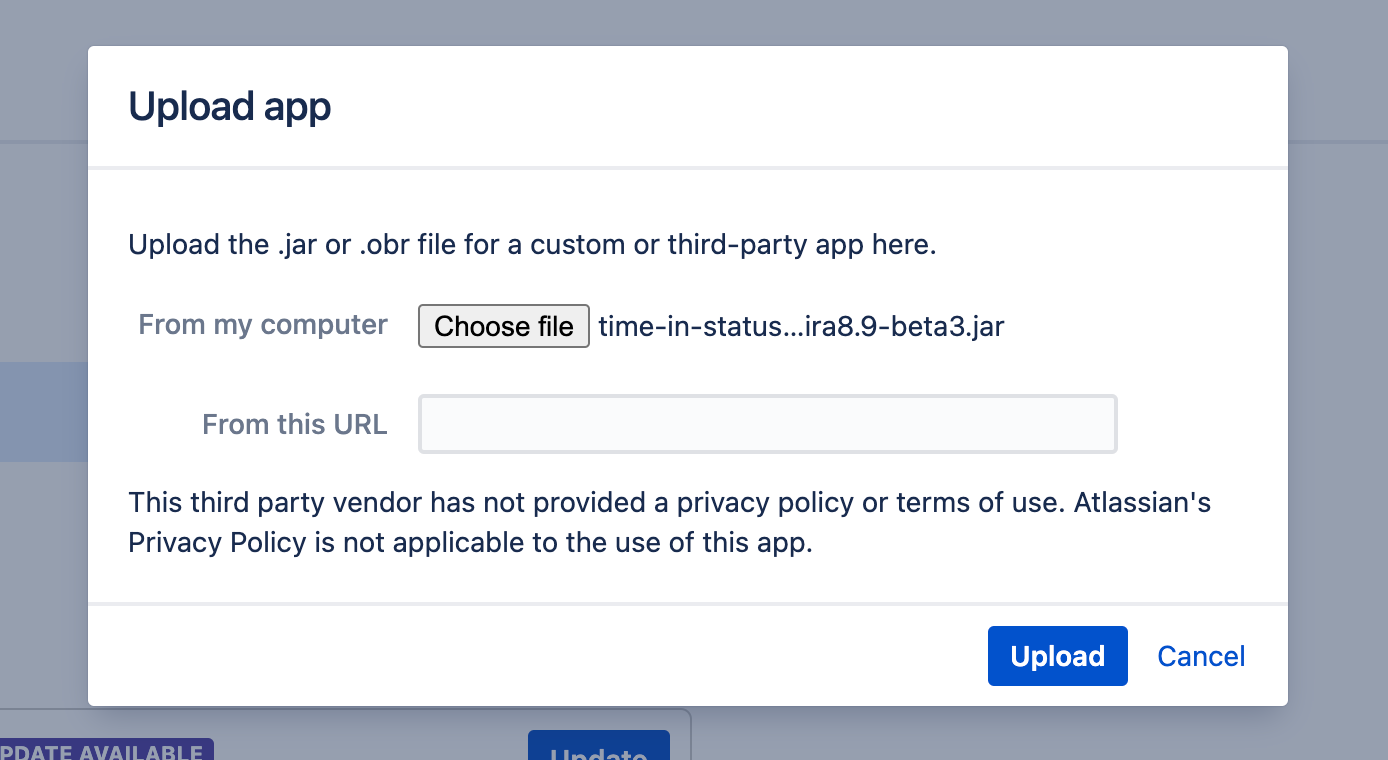 Upload app
Upload the .jar or .obr file for a custom or third-party app here.
From my computer Choose file time-in-status...ira8.9-beta3.jar
From this URL
This third party vendor has not provided a privacy policy or terms of use. Atlassian's
Privacy Policy is not applicable to the use of this app.
Upload Cancel
PDATE AVAILABLE Update